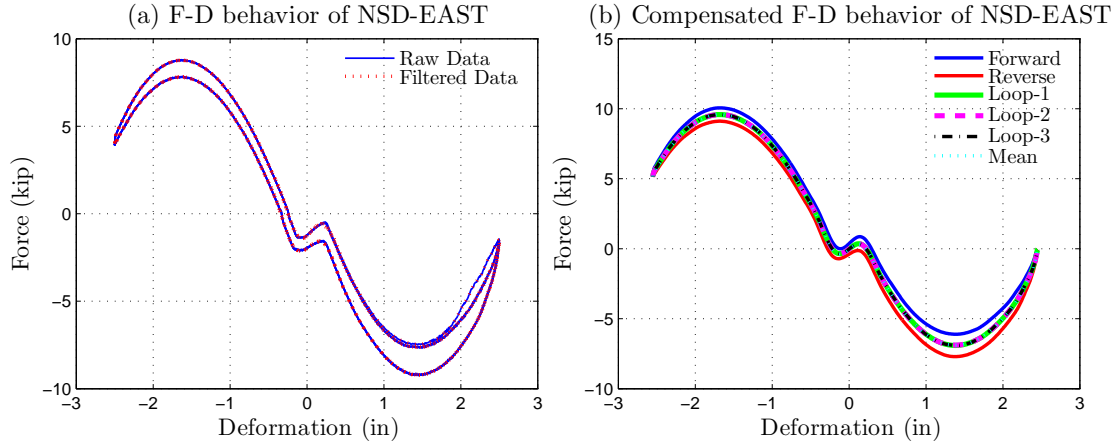 (a) F-D behavior of NSD-EAST
10
5
0
−5
−10
−3
−2
−1
0
1
2
3
Force (kip)
Deformation (in)
Raw Data
Filtered Data
(b) Compensated F-D behavior of NSD-EAST
15
10
5
0
−5
−10
−3
−2
−1
0
1
2
3
Force (kip)
Deformation (in)
Forward
Reverse
Loop-1
Loop-2
Loop-3
Mean